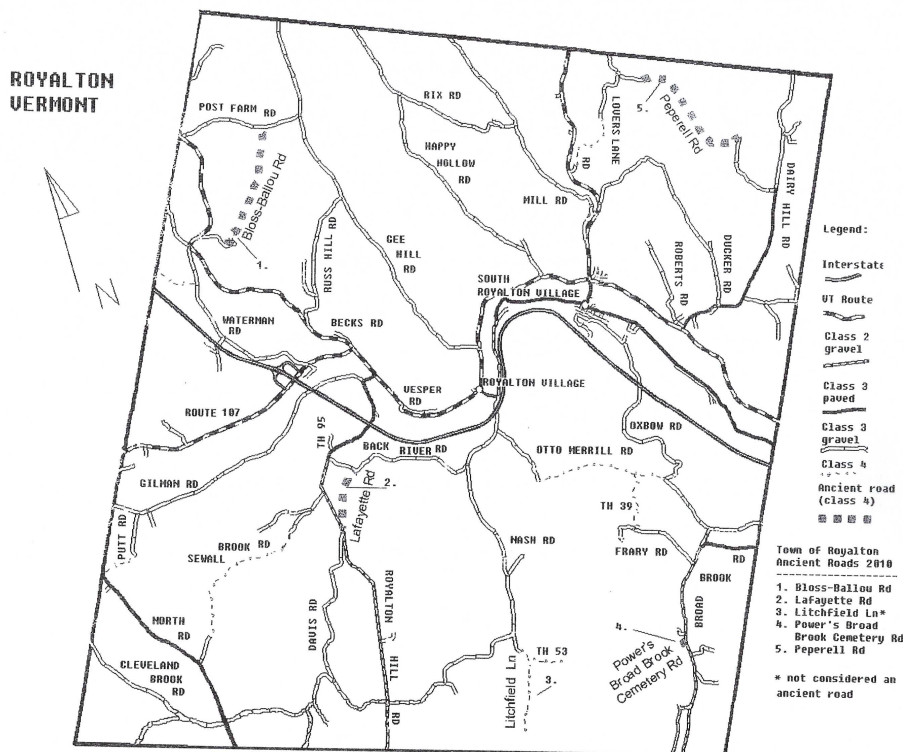 ROYALTON
VERMONT
POST FARM RD
RIX RD
LOVERS LANE
5.
Peperell Rd
HAPPY
HOLLOW
RD
RD
Bloss-Ballou Rd
MILL RD
DAIRY HILL RD
1.
RUSS HILL RD
GEE
HILL
RD
ROBERTS RD
DUCKER RD
N
SOUTH
ROYALTON VILLAGE
WATERMAN
RD
BECKS RD
VESPER
RD
ROYALTON VILLAGE
ROUTE 107
TH 95
BACK
RIVER RD
OTTO MERRILL RD
OXBOW RD
GILMAN RD
Lafayette Rd
2.
TH 39
PUTT RD
BROOK RD
SEWALL
NASH RD
FRARY RD
RD
BROOK
BROAD
NORTH
RD
DAVIS RD
ROYALTON
HILL
RD
CLEVELAND
BROOK
RD
TH 53
Litchfield Ln
3.
4.
Power's
Broad Brook
Cemetery Rd
Legend:
Interstate
VT Route
Class 2
gravel
Class 3
paved
Class 3
gravel
Class 4
Ancient road
(class 4)
Town of Royalton
Ancient Roads 2010
1. Bloss-Ballou Rd
2. Lafayette Rd
3. Litchfield Ln*
4. Power's Broad
Brook Cemetery Rd
5. Peperell Rd
* not considered an
ancient road